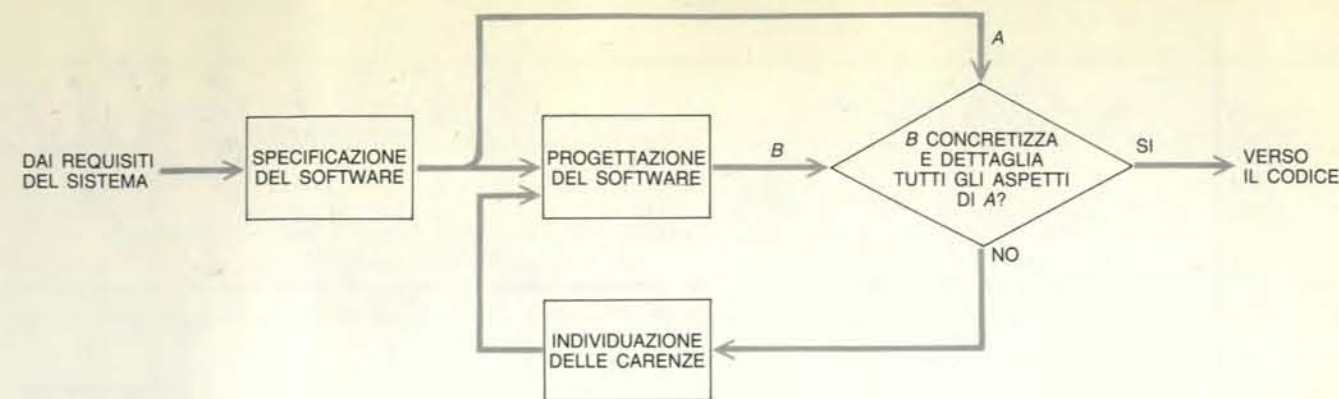 A
DAI REQUISITI
DEL SISTEMA
SPECIFICAZIONE
DEL SOFTWARE
PROGETTAZIONE
DEL SOFTWARE
B
B CONCRETIZZA
E DETTAGLIA
TUTTI GLI ASPETTI
DI A?
SI
VERSO
IL CODICE
NO
INDIVIDUAZIONE
DELLE CARENZE